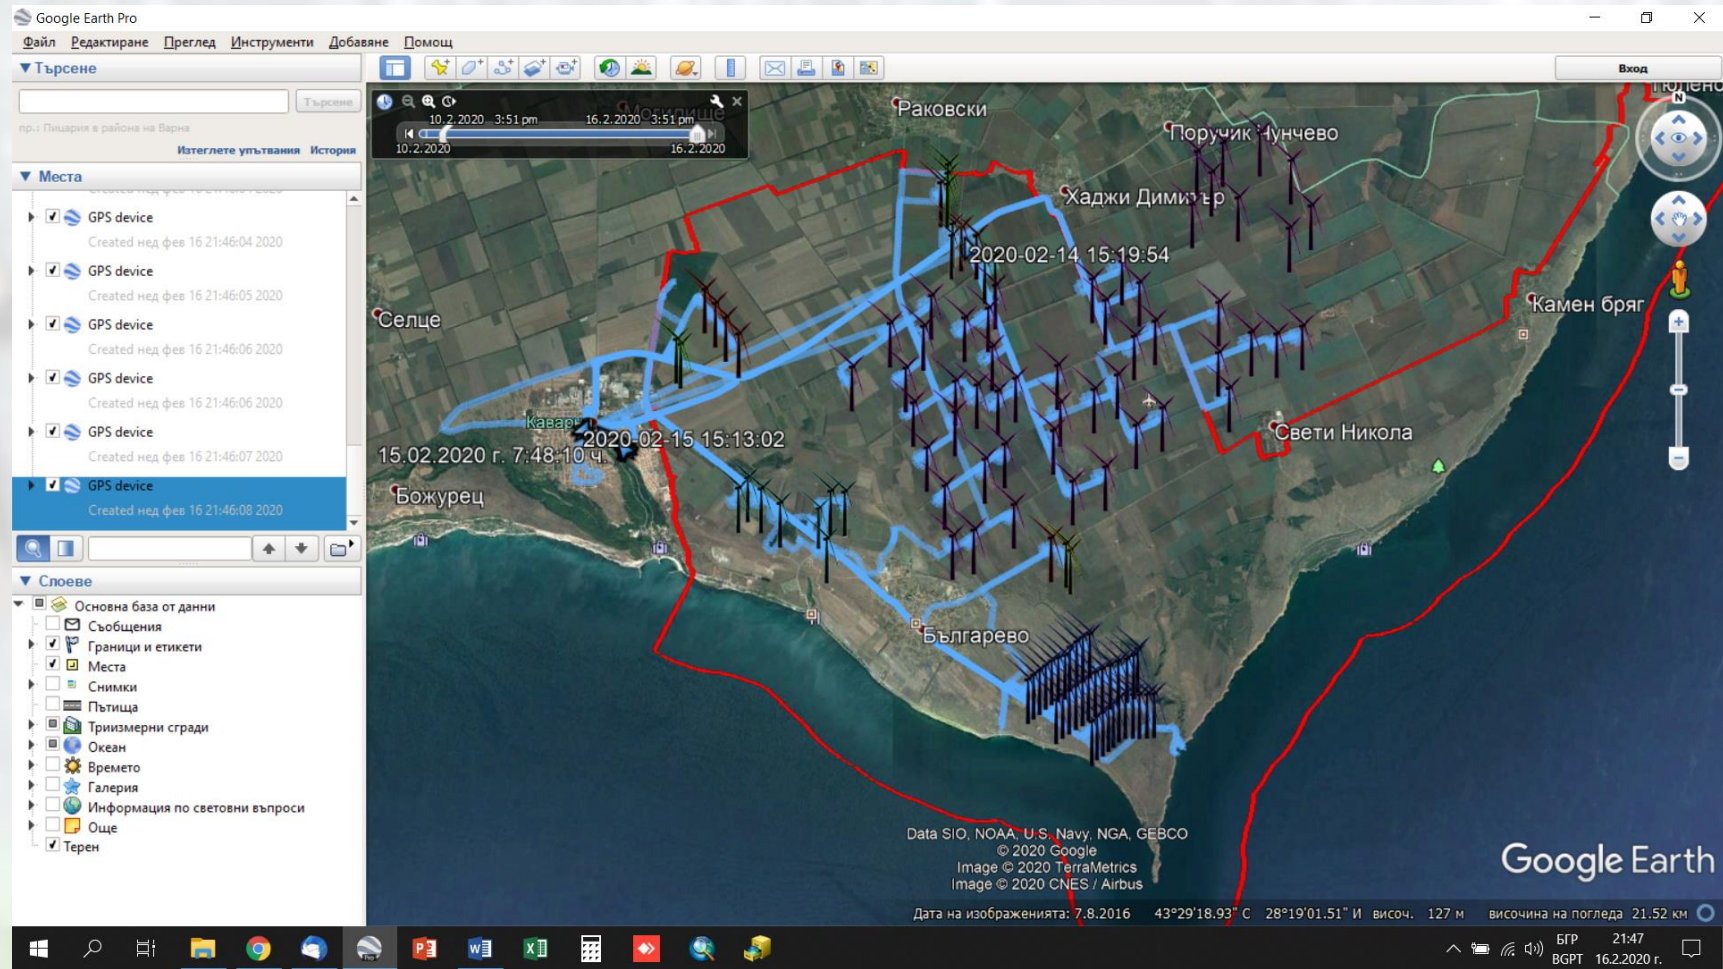 Google Earth Pro
Файл Редактиране Преглед Инструменти Добавяне Помощ
Търсене
Търсене
пр.: Пицария в района на Варна
Изтеглете упътвания История
Места
GPS device
Created нед фев 16 21:46:04 2020
GPS device
Created нед фев 16 21:46:05 2020
GPS device
Created нед фев 16 21:46:06 2020
GPS device
Created нед фев 16 21:46:06 2020
GPS device
Created нед фев 16 21:46:07 2020
GPS device
Created нед фев 16 21:46:08 2020
Слоеве
Основна база от данни
Съобщения
Граници и етикети
Места
Снимки
Пътища
Триизмерни сгради
Океан
Времето
Галерия
Информация по световни въпроси
Още
Терен
Вход
10.2.2020 3:51 pm 16.2.2020 3:51 pm
10.2.2020 16.2.2020
Могилище
Раковски
Тюлено
N
Поручик Чунчево
Хаджи Димитър
2020-02-14 15:19:54
Селце
Камен бряг
Кавар
2020-02-15 15:13:02
15.02.2020 г. 7:48:10 ч.
Свети Никола
Божурец
Българево
Data SIO, NOAA, U.S. Navy, NGA, GEBCO
© 2020 Google
Image © 2020 TerraMetrics
Image © 2020 CNES / Airbus
Google Earth
Дата на изображенията: 7.8.2016 43°29'18.93" С 28°19'01.51" И височ. 127 м височина на погледа 21.52 км
БГР 21:47
BGPT 16.2.2020 г.